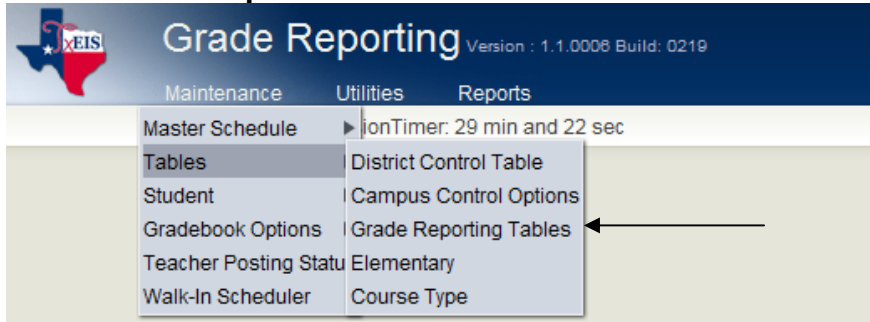 TxEIS
Grade Reporting Version : 1.1.0006 Build: 0219
Maintenance Utilities Reports
Master Schedule ionTimer: 29 min and 22 sec
Tables District Control Table
Student Campus Control Options
Gradebook Options Grade Reporting Tables
Teacher Posting Statu Elementary
Walk-In Scheduler Course Type